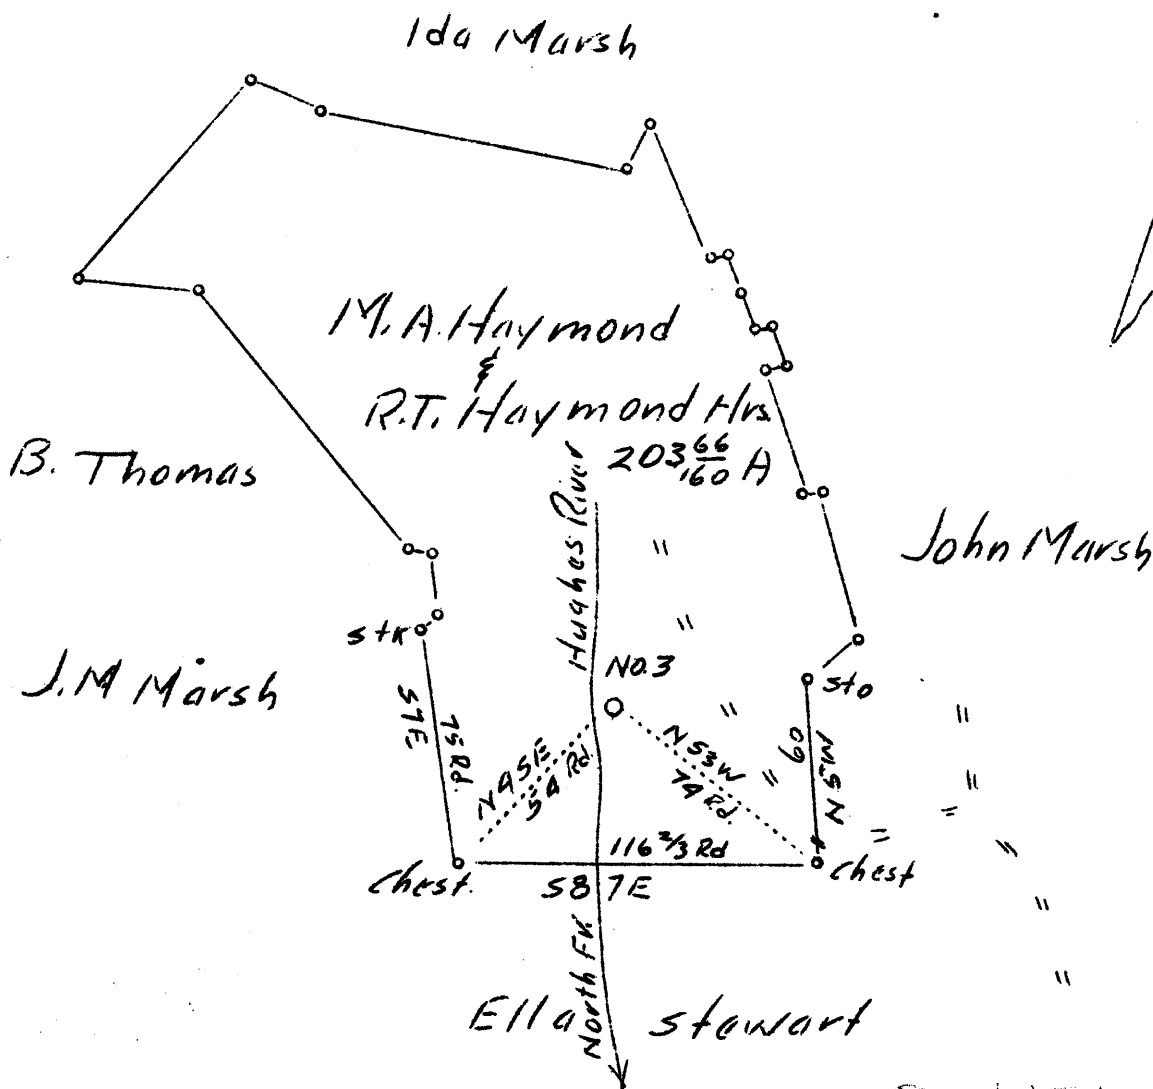 Ida Marsh
M. A. Haymond
&
R.T. Haymond Hrs.
203 66/160 A
B. Thomas
Hughes River
John Marsh
stk
J.M Marsh
No. 3
sto
S7E
75 Rd.
N45E
54 Rd.
N53W
74 Rd.
60
N5W
116 2/3 Rd
chest.
S87E
chest
North Fk
Ella Stewart